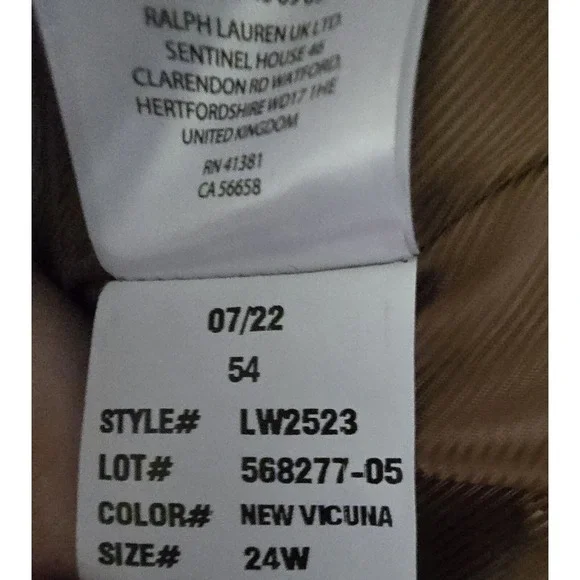 RALPH LAUREN UK LTD.
SENTINEL HOUSE 46
CLARENDON RD WATFORD,
HERTFORDSHIRE WD17 1HE
UNITED KINGDOM
RN 41381
CA 56658
07/22
54
STYLE# LW2523
LOT# 568277-05
COLOR# NEW VICUNA
SIZE# 24W